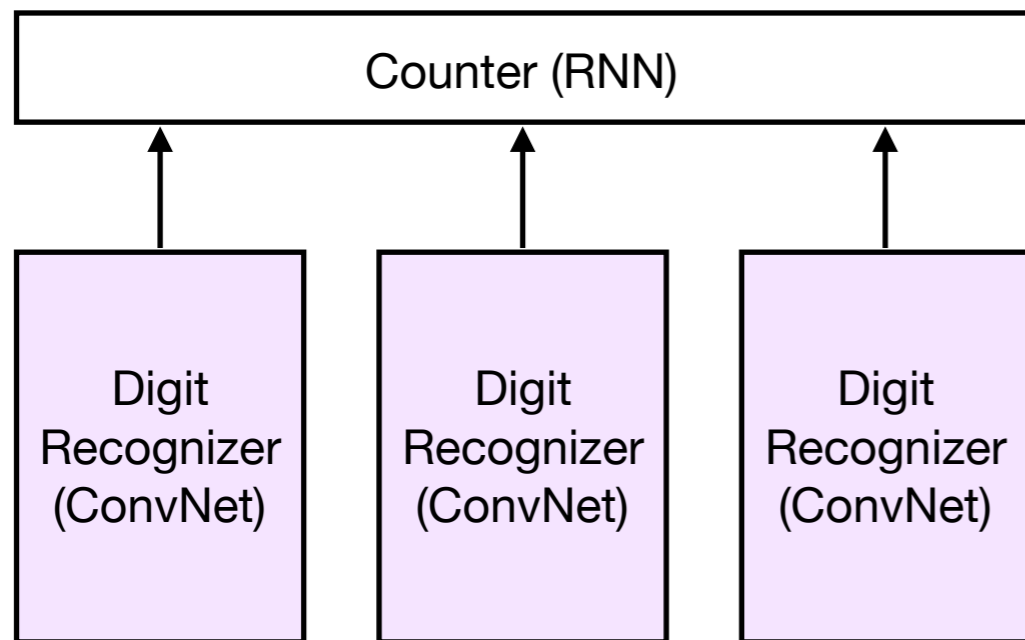 Counter (RNN)
Digit
Recognizer
(ConvNet)
Digit
Recognizer
(ConvNet)
Digit
Recognizer
(ConvNet)